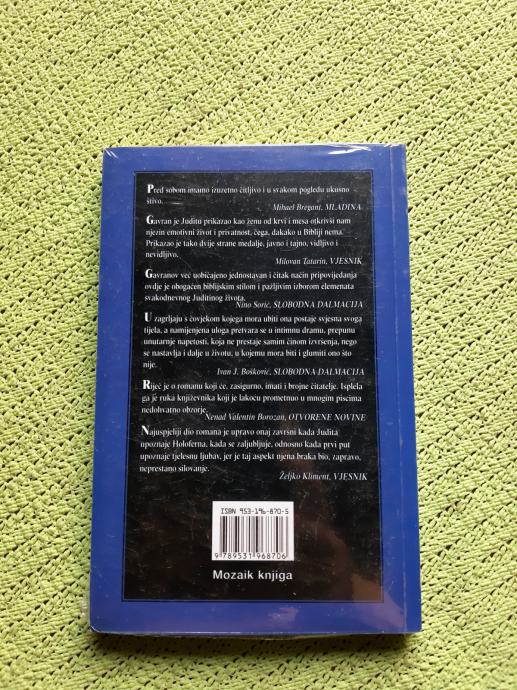 Pred sobom imamo izuzetno čitljivo i u svakom pogledu ukusno
štivo.
Mihael Bregant, MLADINA
Gavran je Juditu prikazao kao ženu od krvi i mesa otkrivši nam
njezin emotivni život i privatnost, čega, dakako u Bibliji nema.
Prikazao je tako dvije strane medalje, javno i tajno, vidljivo i
nevidljivo.
Milovan Tatarin, VJESNIK
Gavranov već uobičajeno jednostavan i čitak način pripovijedanja
ovdje je obogaćen biblijskim stilom i pažljivim izborom elemenata
svakodnevnog Juditinog života.
Nino Sorić, SLOBODNA DALMACIJA
U zagrljaju s čovjekom kojega mora ubiti ona postaje svjesna svoga
tijela, a namijenjena uloga pretvara se u intimnu dramu, prepunu
unutarnje napetosti, koja ne prestaje samim činom izvršenja, nego
se nastavlja i dalje u životu, u kojemu mora biti i glumiti ono što
nije.
Ivan J. Bošković, SLOBODNA DALMACIJA
Riječ je o romanu koji će, zasigurno, imati i brojne čitatelje. Isplela
ga je ruka književnika koji je lakoću prometnuo u mnogim piscima
nedohvatno obzorje.
Nenad Valentin Borozan, OTVORENE NOVINE
Najuspjeliji dio romana je upravo onaj završni kada Judita
upoznaje Holoferna, kada se zaljubljuje, odnosno kada prvi put
upoznaje tjelesnu ljubav, jer je taj aspekt njena braka bio, zapravo,
neprestano silovanje.
Željko Kliment, VJESNIK
ISBN 953-196-870-5
9 789531 968706
Mozaik knjiga